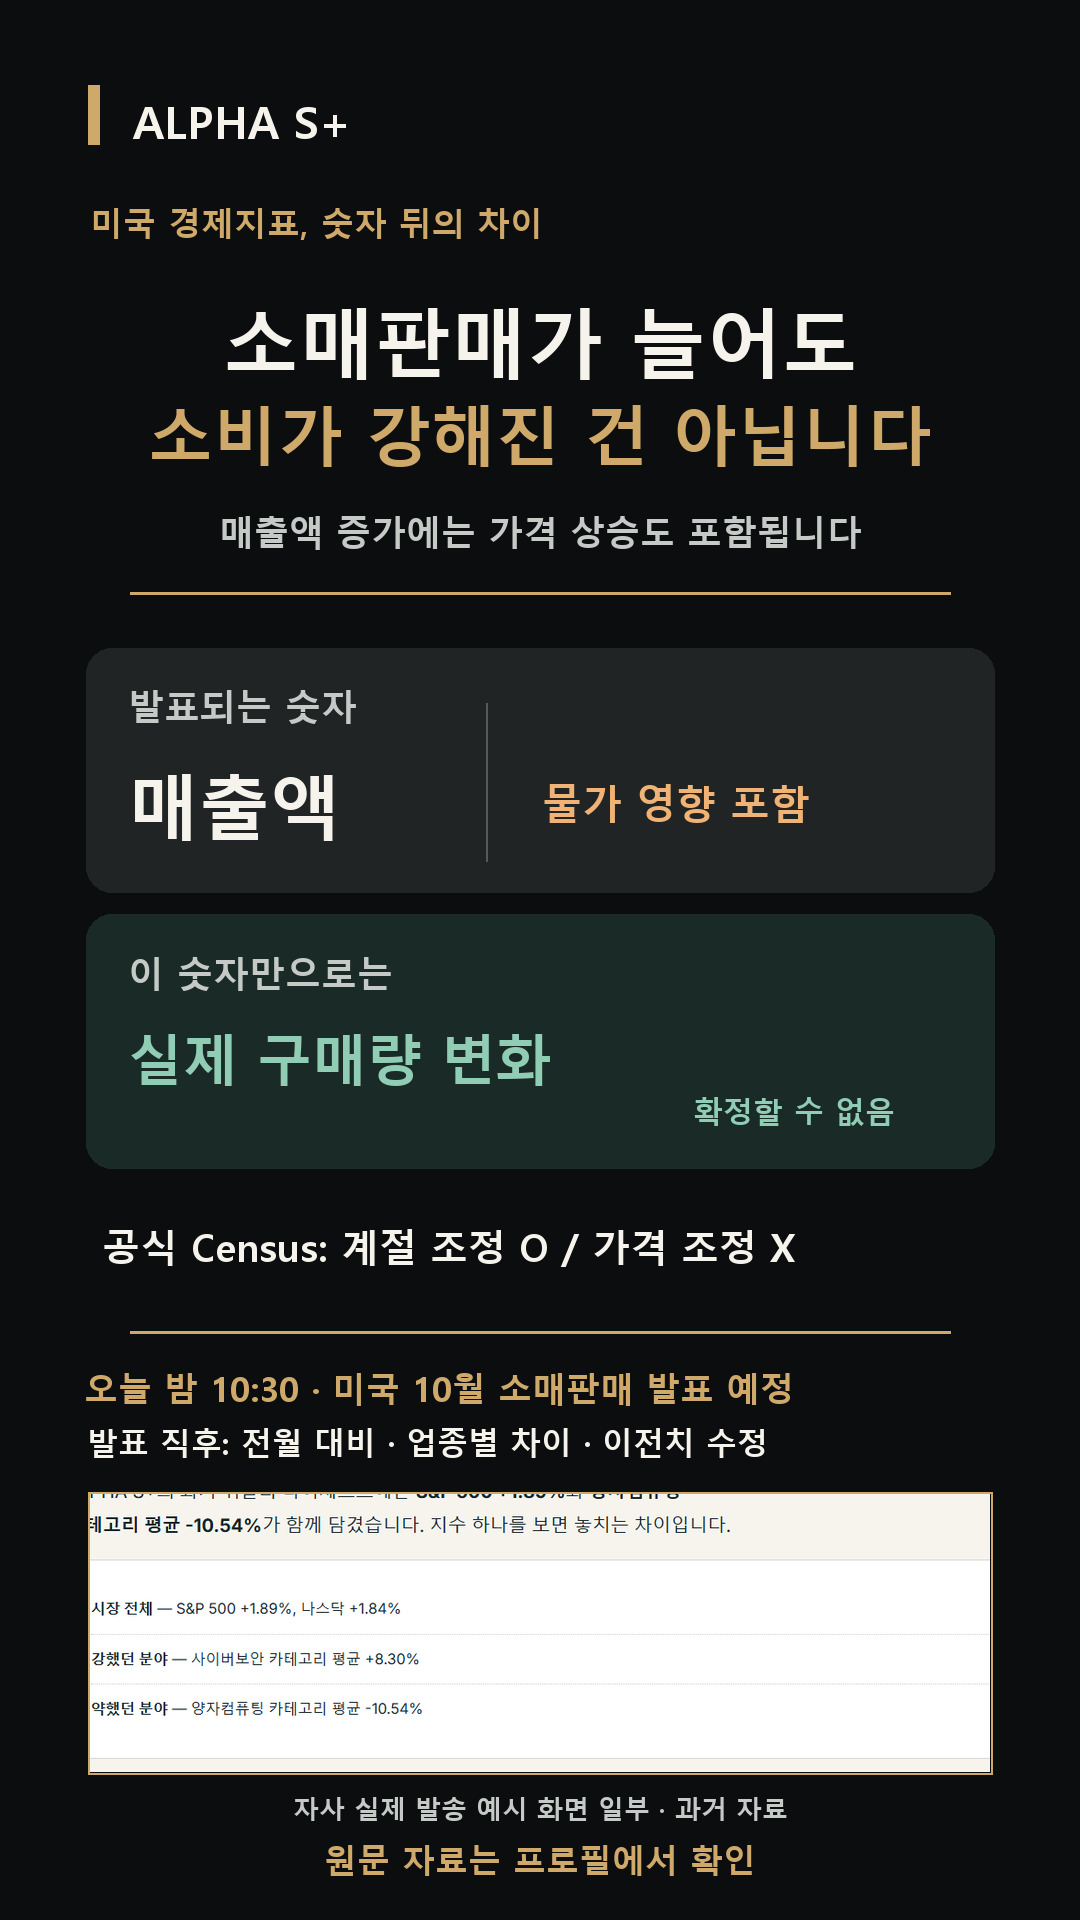 ALPHA S+
미국 경제지표, 숫자 뒤의 차이
소매판매가 늘어도
소비가 강해진 건 아닙니다
매출액 증가에는 가격 상승도 포함됩니다
발표되는 숫자
매출액
물가 영향 포함
이 숫자만으로는
실제 구매량 변화
확정할 수 없음
공식 Census: 계절 조정 O / 가격 조정 X
오늘 밤 10:30 · 미국 10월 소매판매 발표 예정
발표 직후: 전월 대비 · 업종별 차이 · 이전치 수정
테고리 평균 -10.54%가 함께 담겼습니다. 지수 하나를 보면 놓치는 차이입니다.
시장 전체 — S&P 500 +1.89%, 나스닥 +1.84%
강했던 분야 — 사이버보안 카테고리 평균 +8.30%
약했던 분야 — 양자컴퓨팅 카테고리 평균 -10.54%
자사 실제 발송 예시 화면 일부 · 과거 자료
원문 자료는 프로필에서 확인